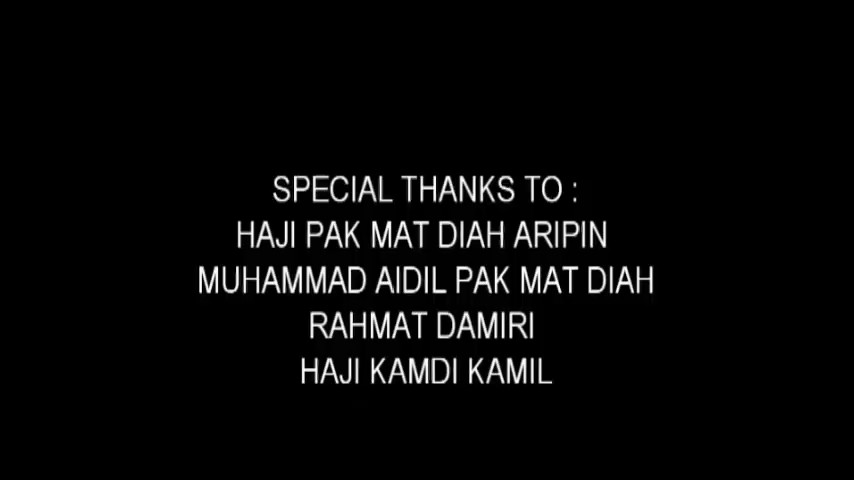 SPECIAL THANKS TO :
HAJI PAK MAT DIAH ARIPIN
MUHAMMAD AIDIL PAK MAT DIAH
RAHMAT DAMIRI
HAJI KAMDI KAMIL